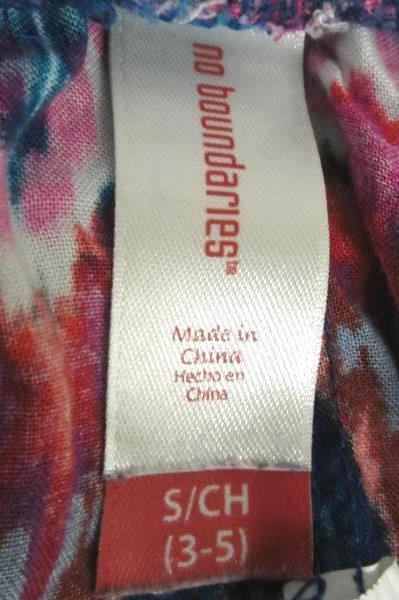 no boundaries™
Made in
China
Hecho en
China
S/CH
(3-5)